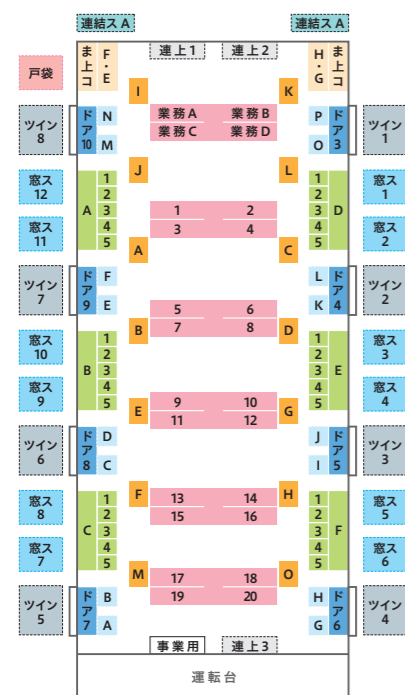 連結ス A
連結ス A
戸袋
ま上コ
F・E
連上1
連上2
H・G
ま上コ
I
K
業務A 業務B
業務C 業務D
ツイン8
ドア10
N
M
P
O
ドア3
ツイン1
J
L
窓ス12
窓ス11
A
1
2
3
4
5
1 2
3 4
1
2
3
4
5
D
窓ス1
窓ス2
A
C
ツイン7
ドア9
F
E
L
K
ドア4
ツイン2
5 6
7 8
B
D
窓ス10
窓ス9
B
1
2
3
4
5
1
2
3
4
5
E
窓ス3
窓ス4
9 10
11 12
E
G
ツイン6
ドア8
D
C
J
I
ドア5
ツイン3
F
H
13 14
15 16
窓ス8
窓ス7
C
1
2
3
4
5
1
2
3
4
5
F
窓ス5
窓ス6
M
O
17 18
19 20
ツイン5
ドア7
B
A
H
G
ドア6
ツイン4
事業用
連上3
運転台